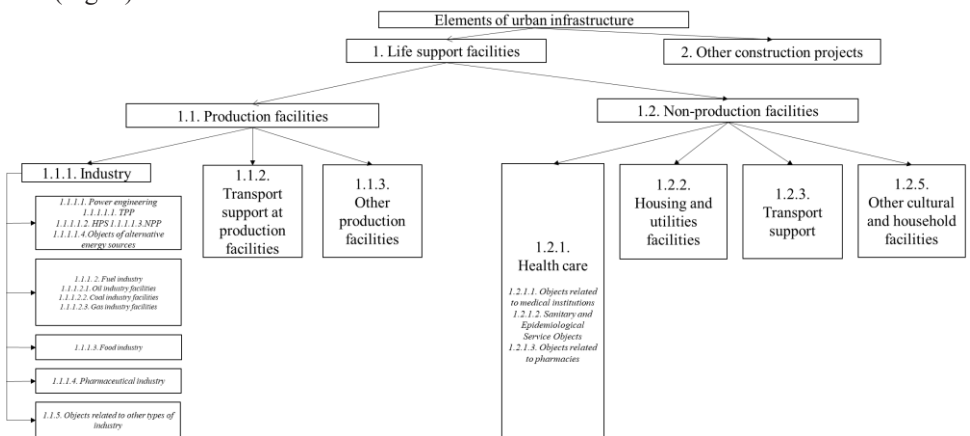 Elements of urban infrastructure
1. Life support facilities
2. Other construction projects
1.1. Production facilities
1.2. Non-production facilities
1.1.1. Industry
1.1.1.1. Power engineering
1.1.1.1.1. TPP
1.1.1.1.2. HPS 1.1.1.1.3.NPP
1.1.1.1.4.Objects of alternative
energy sources
1.1.1. 2. Fuel industry
1.1.1.2.1. Oil industry facilities
1.1.1.2.2. Coal industry facilities
1.1.1.2.3. Gas industry facilities
1.1.1.3. Food industry
1.1.1.4. Pharmaceutical industry
1.1.5. Objects related to other types of
industry
1.1.2.
Transport
support at
production
facilities
1.1.3.
Other
production
facilities
1.2.1.
Health care
1.2.1.1. Objects related
to medical institutions
1.2.1.2. Sanitary and
Epidemiological
Service Objects
1.2.1.3. Objects related
to pharmacies
1.2.2.
Housing and
utilities
facilities
1.2.3.
Transport
support
1.2.5.
Other cultural
and household
facilities